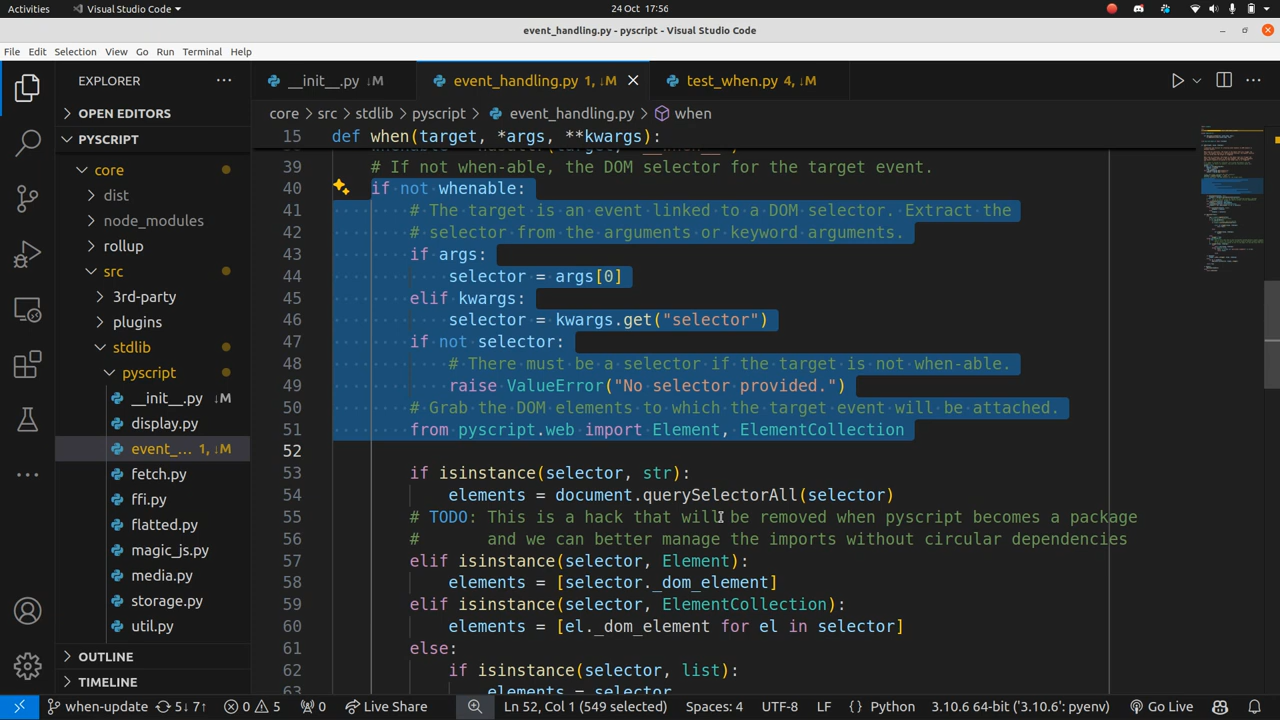 Activities
Visual Studio Code
24 Oct 17:56
event_handling.py - pyscript - Visual Studio Code
File Edit Selection View Go Run Terminal Help
EXPLORER
OPEN EDITORS
PYSCRIPT
core
dist
node_modules
rollup
src
3rd-party
plugins
stdlib
pyscript
__init__.py ↓M
display.py
event_... 1, ↓M
fetch.py
ffi.py
flatted.py
magic_js.py
media.py
storage.py
util.py
OUTLINE
TIMELINE
__init__.py ↓M
event_handling.py 1, ↓M
test_when.py 4, ↓M
core > src > stdlib > pyscript > event_handling.py > when
15 def when(target, *args, **kwargs):
39 # If not when-able, the DOM selector for the target event.
40 if not whenable:
41 # The target is an event linked to a DOM selector. Extract the
42 # selector from the arguments or keyword arguments.
43 if args:
44 selector = args[0]
45 elif kwargs:
46 selector = kwargs.get("selector")
47 if not selector:
48 # There must be a selector if the target is not when-able.
49 raise ValueError("No selector provided.")
50 # Grab the DOM elements to which the target event will be attached.
51 from pyscript.web import Element, ElementCollection
52
53 if isinstance(selector, str):
54 elements = document.querySelectorAll(selector)
55 # TODO: This is a hack that will be removed when pyscript becomes a package
56 # and we can better manage the imports without circular dependencies
57 elif isinstance(selector, Element):
58 elements = [selector._dom_element]
59 elif isinstance(selector, ElementCollection):
60 elements = [el._dom_element for el in selector]
61 else:
62 if isinstance(selector, list):
63 elements = selector
when-update 5↓ 7↑ 0 5 0 Live Share Ln 52, Col 1 (549 selected) Spaces: 4 UTF-8 LF Python 3.10.6 64-bit ('3.10.6': pyenv) Go Live